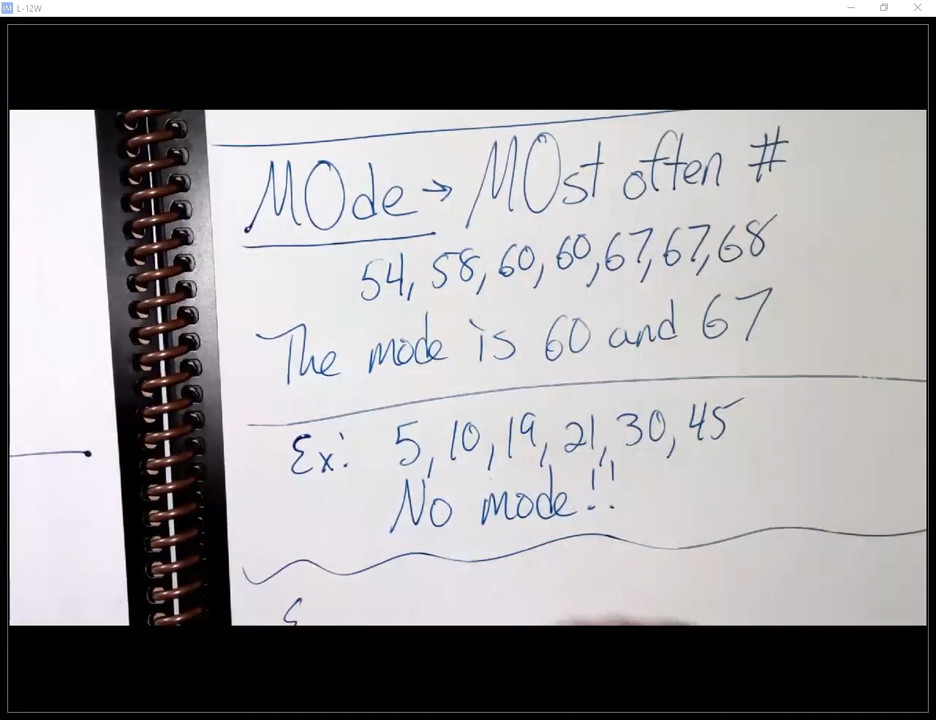 L-12W
MOde → MOst often #
54, 58, 60, 60, 67, 67, 68
The mode is 60 and 67
Ex: 5, 10, 19, 21, 30, 45
No mode!!